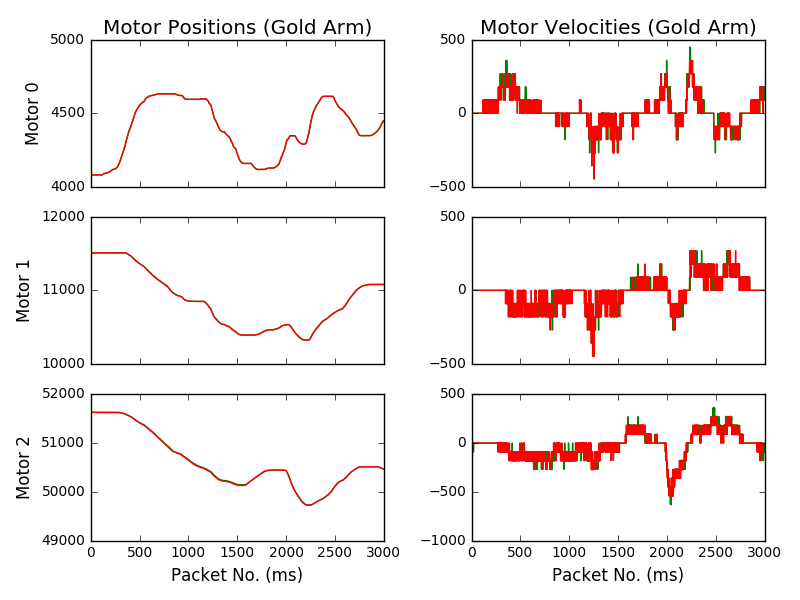 Motor Positions (Gold Arm)
Motor Velocities (Gold Arm)
Motor 0
5000
4500
4000
500
0
−500
Motor 1
12000
11000
10000
500
0
−500
Motor 2
52000
51000
50000
49000
500
0
−500
−1000
0 500 1000 1500 2000 2500 3000
0 500 1000 1500 2000 2500 3000
Packet No. (ms)
Packet No. (ms)